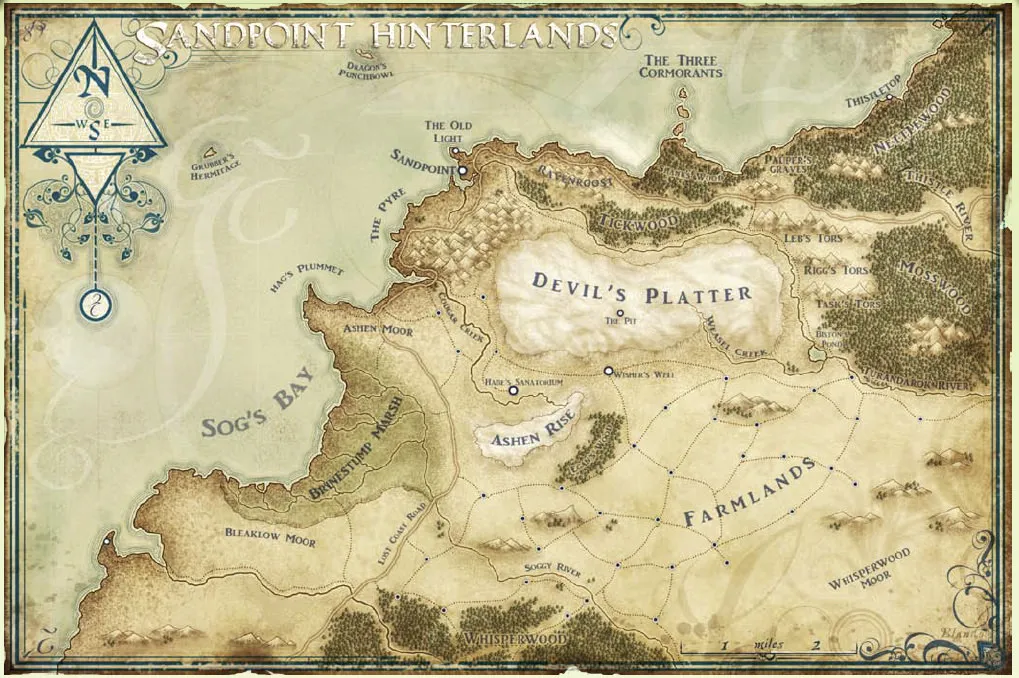 SANDPOINT HINTERLANDS
N
W E
S
DRAGON'S
PUNCHBOWL
THE THREE
CORMORANTS
THISTLETOP
NETTLEWOOD
THE OLD
LIGHT
SANDPOINT
GRUBBER'S
HERMITAGE
RAVENROOST
PAUPER'S
GRAVES
THISTLE RIVER
THE PYRE
TICKWOOD
LEB'S TORS
RIGG'S TORS
MOSSWOOD
HAG'S PLUMMET
DEVIL'S PLATTER
THE PIT
TASK'S TORS
ASHEN MOOR
COUGAR CREEK
WEASEL CREEK
BISTON
POND
TURANDAROK RIVER
HABE'S SANATORIUM
WISHER'S WELL
SOG'S BAY
ASHEN RISE
BRINESTUMP MARSH
FARMLANDS
BLEAKLOW MOOR
LOST COAST ROAD
SOGGY RIVER
WHISPERWOOD
MOOR
WHISPERWOOD
1 miles 2